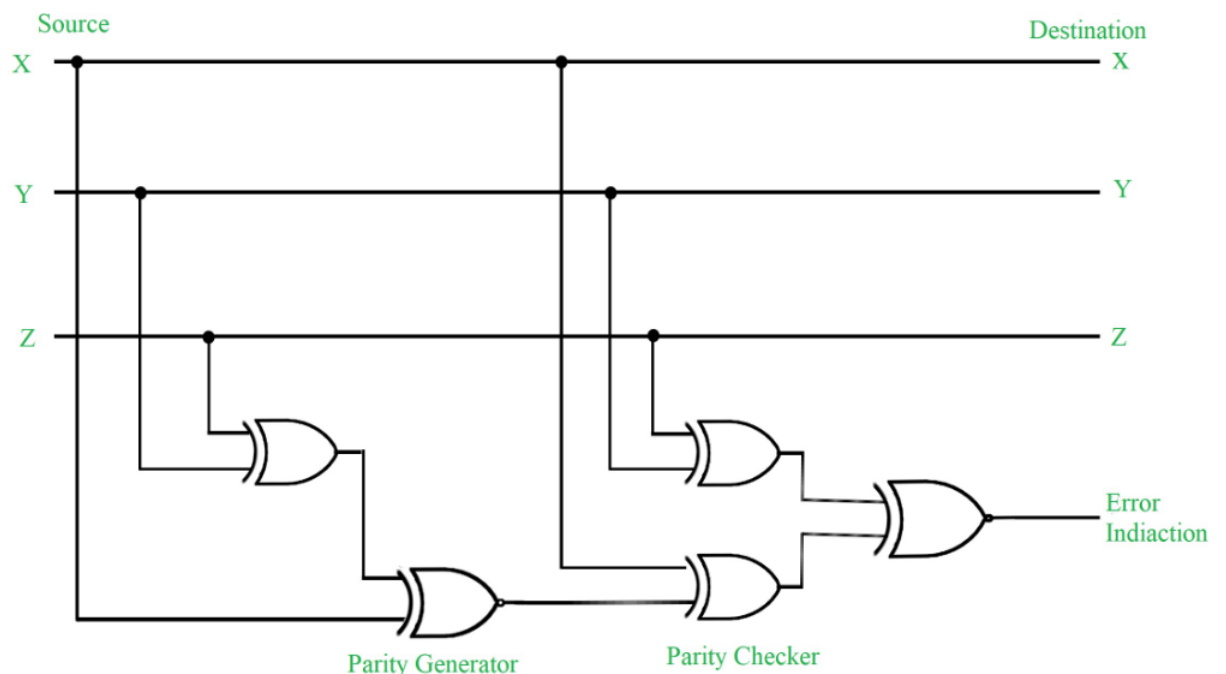 Source
Destination
X
X
Y
Y
Z
Z
Error
Indiaction
Parity Generator
Parity Checker